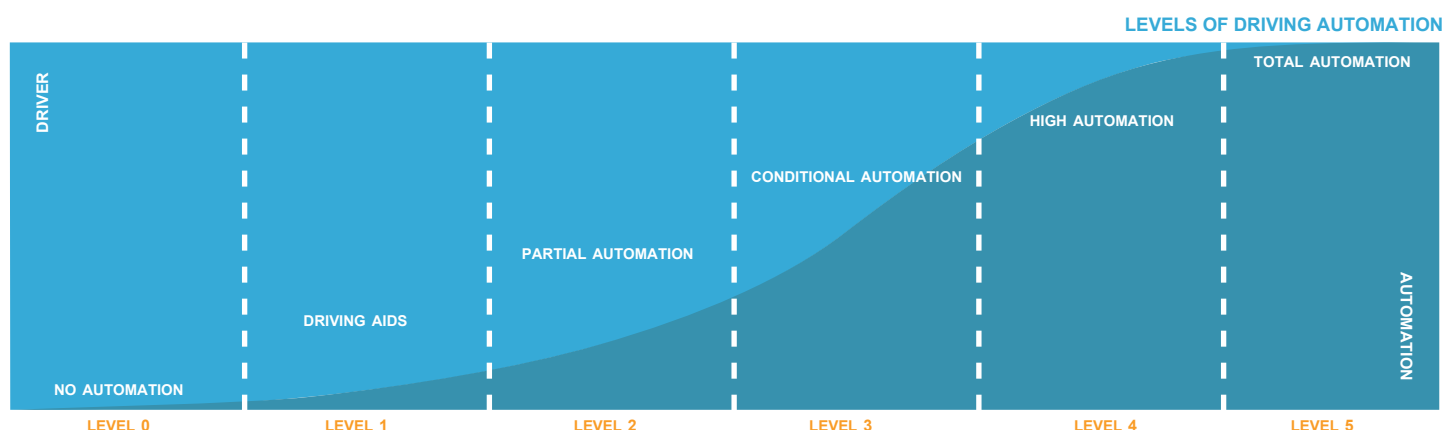 LEVELS OF DRIVING AUTOMATION
DRIVER
TOTAL AUTOMATION
HIGH AUTOMATION
CONDITIONAL AUTOMATION
PARTIAL AUTOMATION
DRIVING AIDS
NO AUTOMATION
AUTOMATION
LEVEL 0
LEVEL 1
LEVEL 2
LEVEL 3
LEVEL 4
LEVEL 5